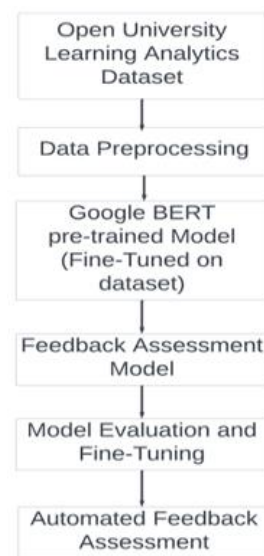 Open University
Learning Analytics
Dataset
Data Preprocessing
Google BERT
pre-trained Model
(Fine-Tuned on
dataset)
Feedback Assessment
Model
Model Evaluation and
Fine-Tuning
Automated Feedback
Assessment